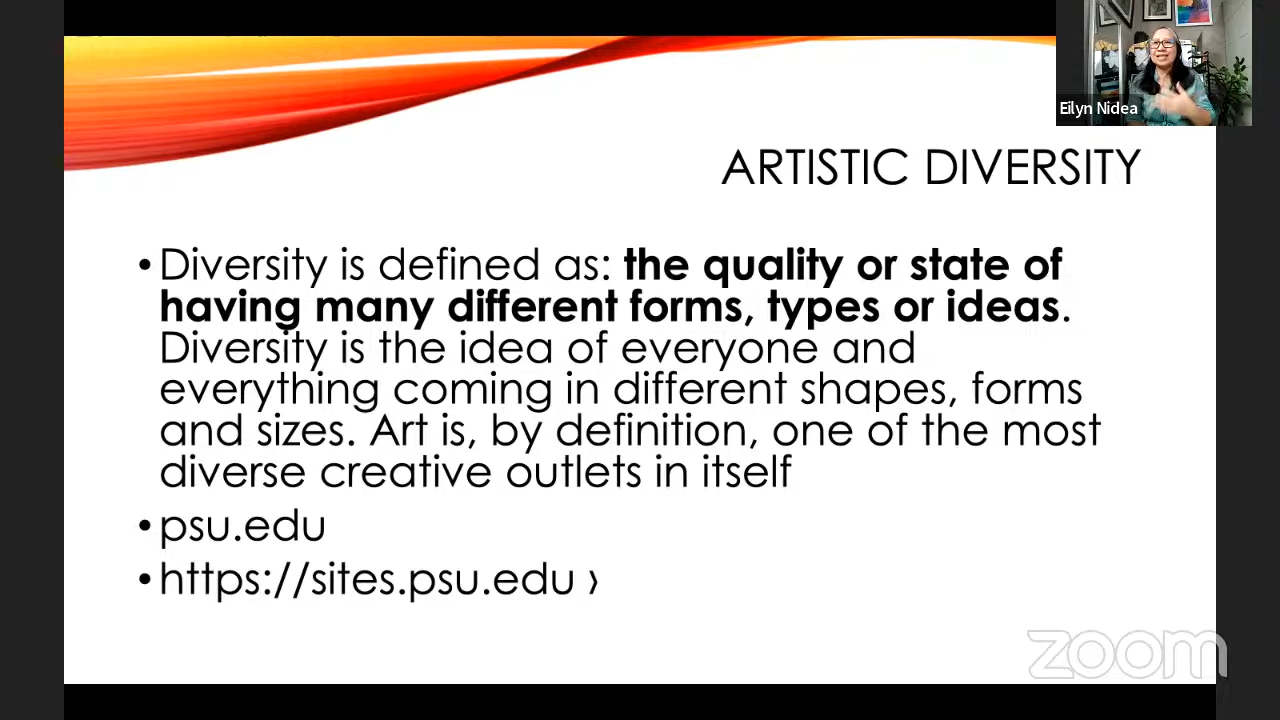 Eilyn Nidea
ARTISTIC DIVERSITY
•Diversity is defined as: the quality or state of
having many different forms, types or ideas.
Diversity is the idea of everyone and
everything coming in different shapes, forms
and sizes. Art is, by definition, one of the most
diverse creative outlets in itself
•psu.edu
•https://sites.psu.edu ›
zoom